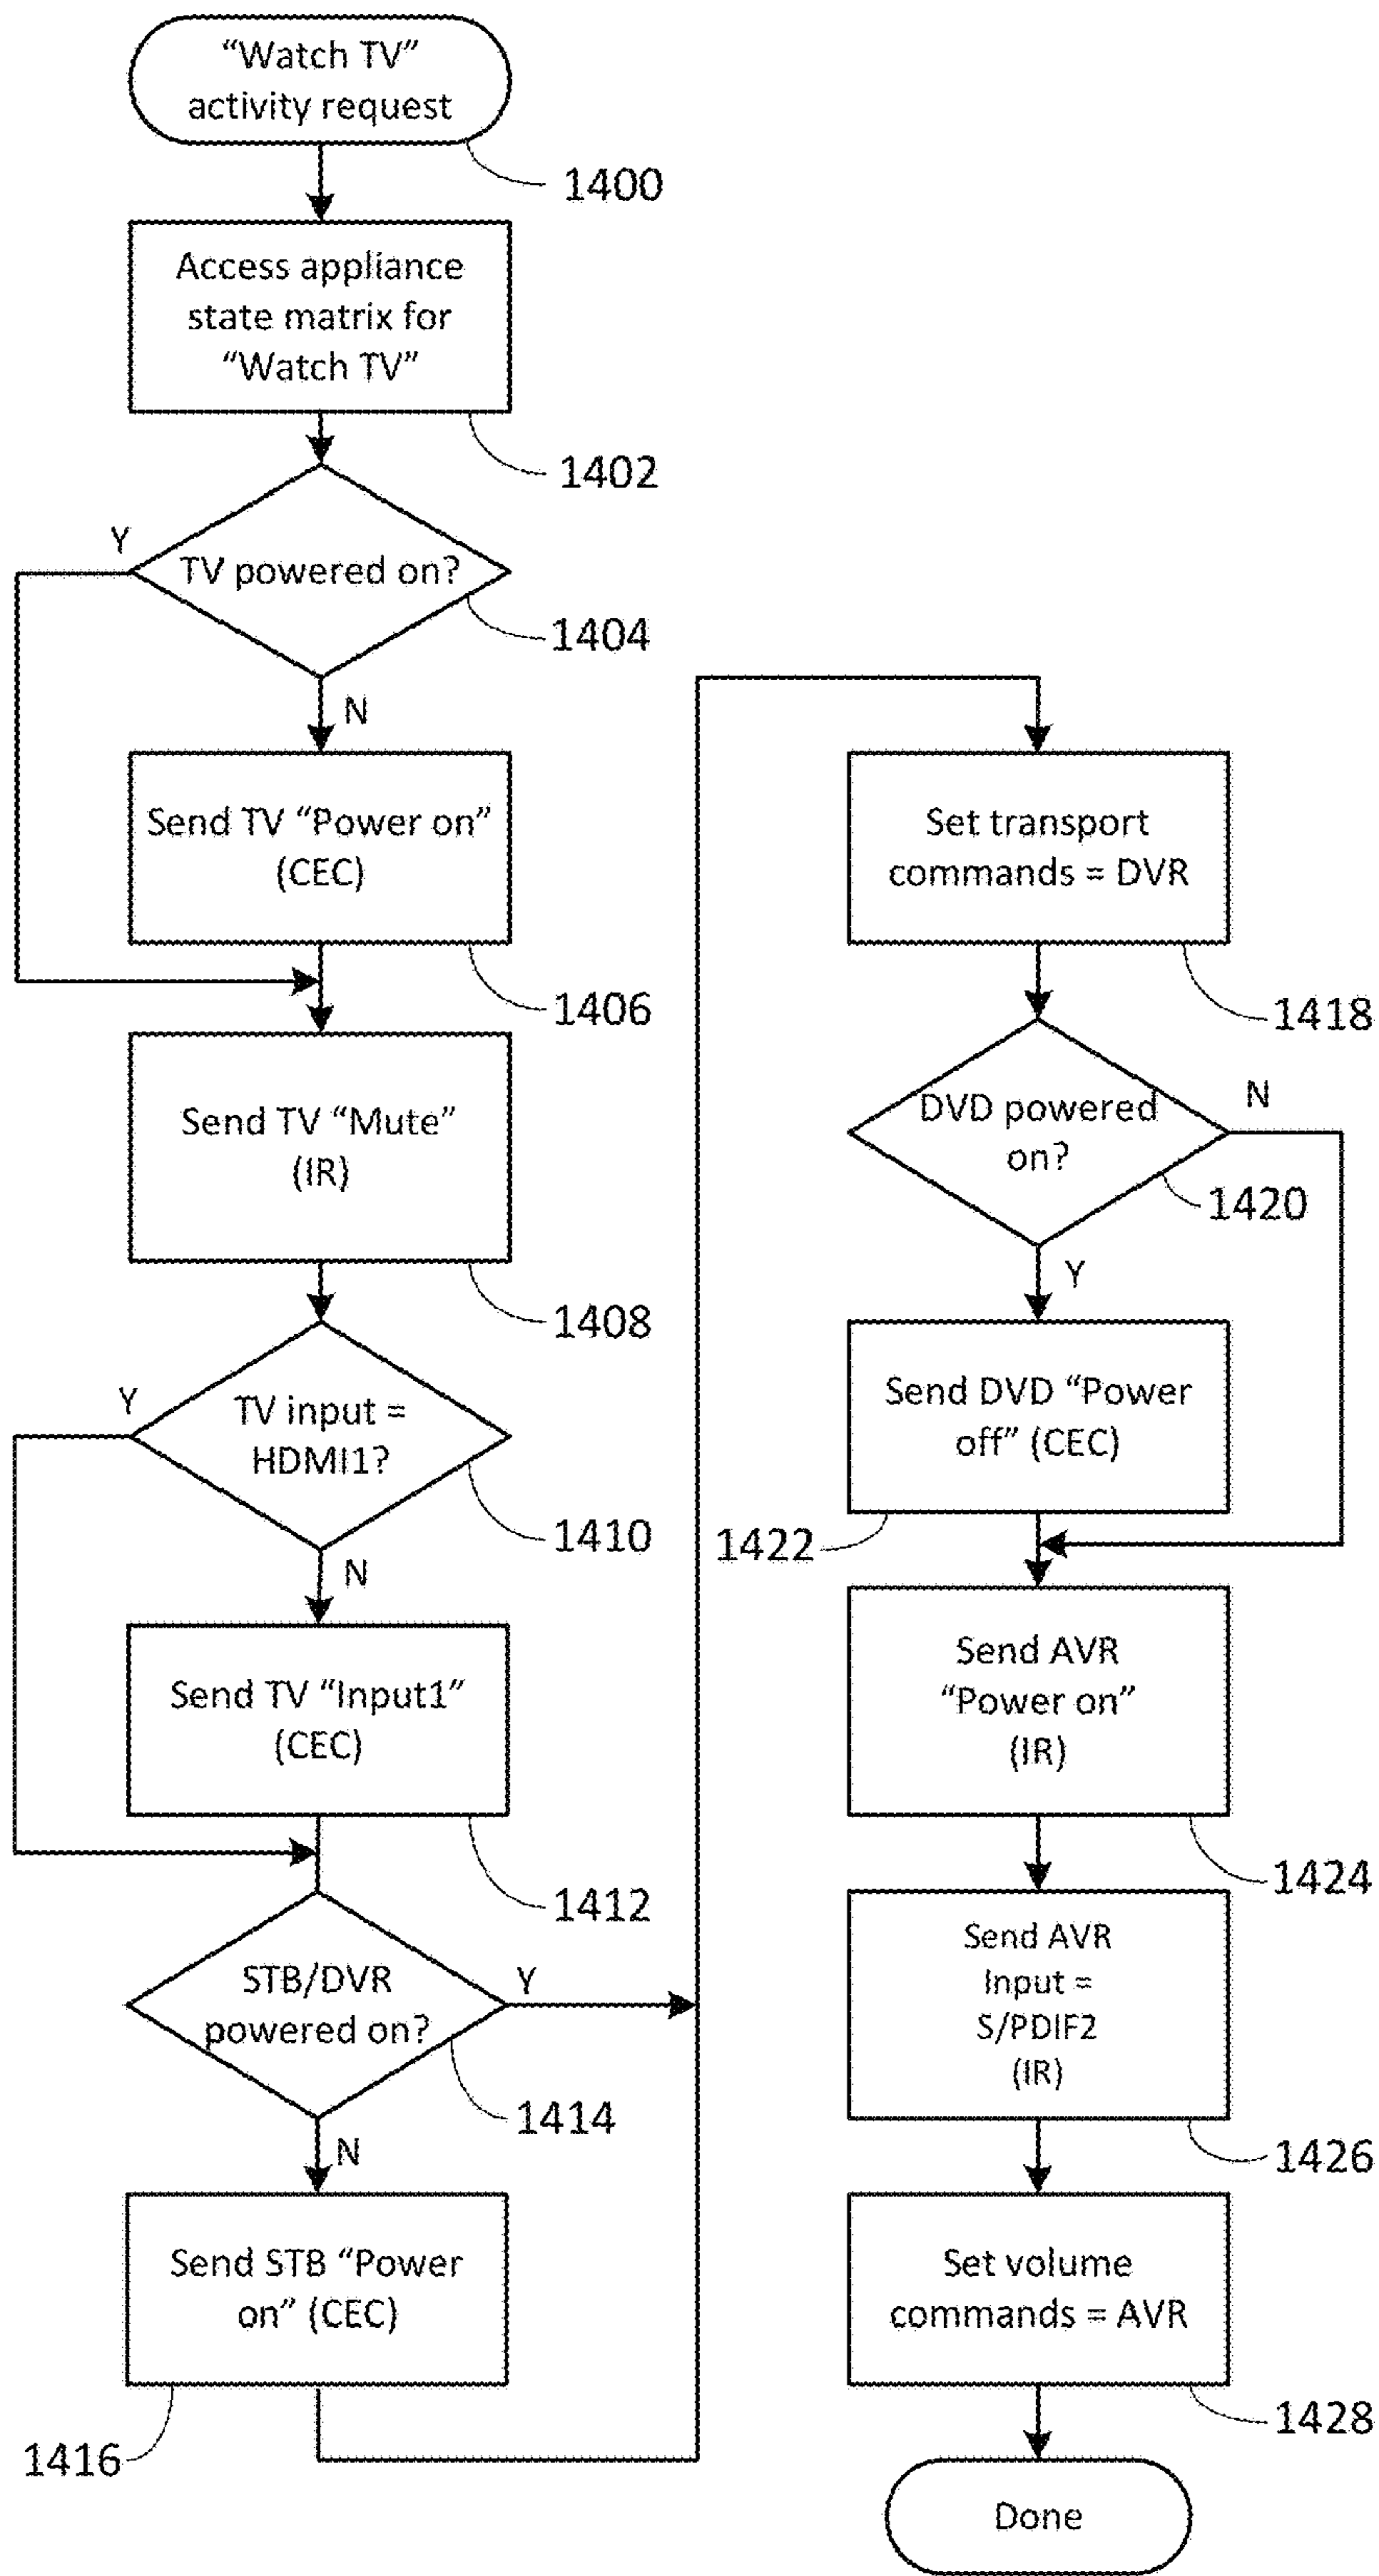 “Watch TV”
activity request
1400
Access appliance
state matrix for
“Watch TV”
1402
Y
TV powered on?
1404
N
Send TV “Power on”
(CEC)
1406
Send TV “Mute”
(IR)
1408
Y
TV input =
HDMI1?
1410
N
Send TV “Input1”
(CEC)
1412
STB/DVR
powered on?
Y
1414
N
Send STB “Power
on” (CEC)
1416
Set transport
commands = DVR
1418
DVD powered
on?
N
1420
Y
Send DVD “Power
off” (CEC)
1422
Send AVR
“Power on”
(IR)
1424
Send AVR
Input =
S/PDIF2
(IR)
1426
Set volume
commands = AVR
1428
Done